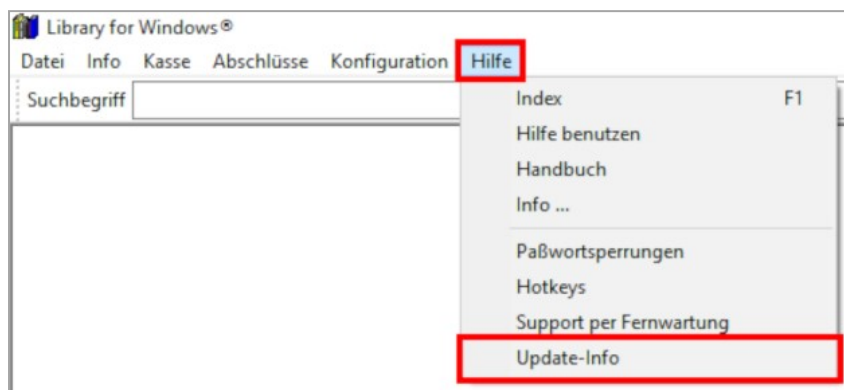 Library for Windows®
Datei Info Kasse Abschlüsse Konfiguration Hilfe
Suchbegriff
Index F1
Hilfe benutzen
Handbuch
Info ...
Paßwortsperrungen
Hotkeys
Support per Fernwartung
Update-Info